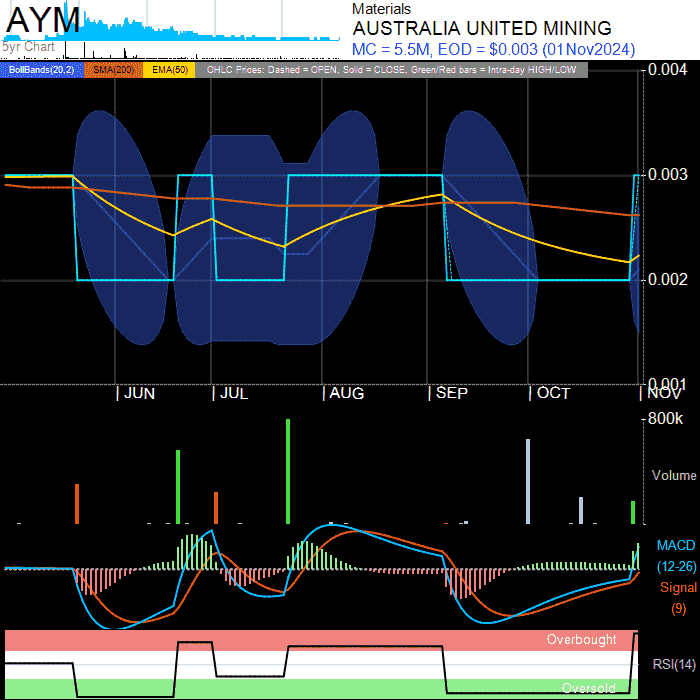 AYM
5yr Chart
Materials
AUSTRALIA UNITED MINING
MC = 5.5M, EOD = $0.003 (01Nov2024)
BollBands(20,2) SMA(200) EMA(50) OHLC Prices: Dashed = OPEN, Solid = CLOSE, Green/Red bars = Intra-day HIGH/LOW
0.004
0.003
0.002
0.001
JUN JUL AUG SEP OCT NOV
800k
Volume
MACD
(12-26)
Signal
(9)
Overbought
RSI(14)
Oversold